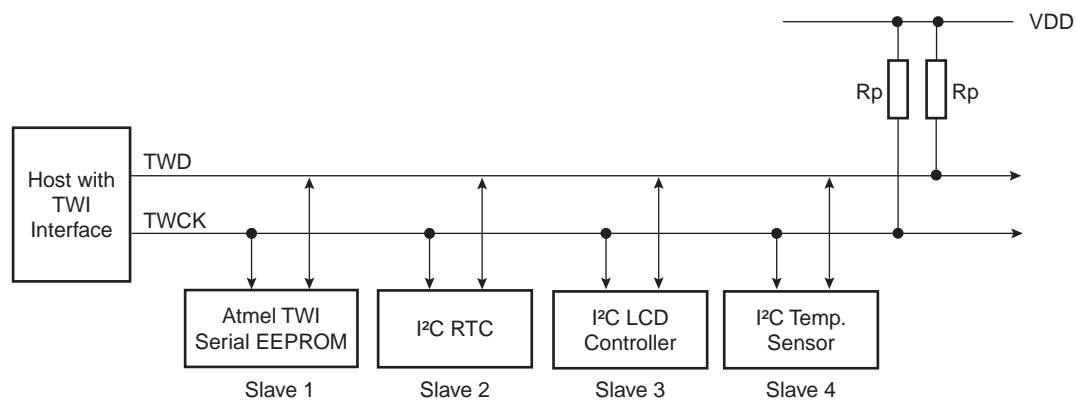 VDD
Rp
Rp
Host with
TWI
Interface
TWD
TWCK
Atmel TWI
Serial EEPROM
I²C RTC
I²C LCD
Controller
I²C Temp.
Sensor
Slave 1
Slave 2
Slave 3
Slave 4